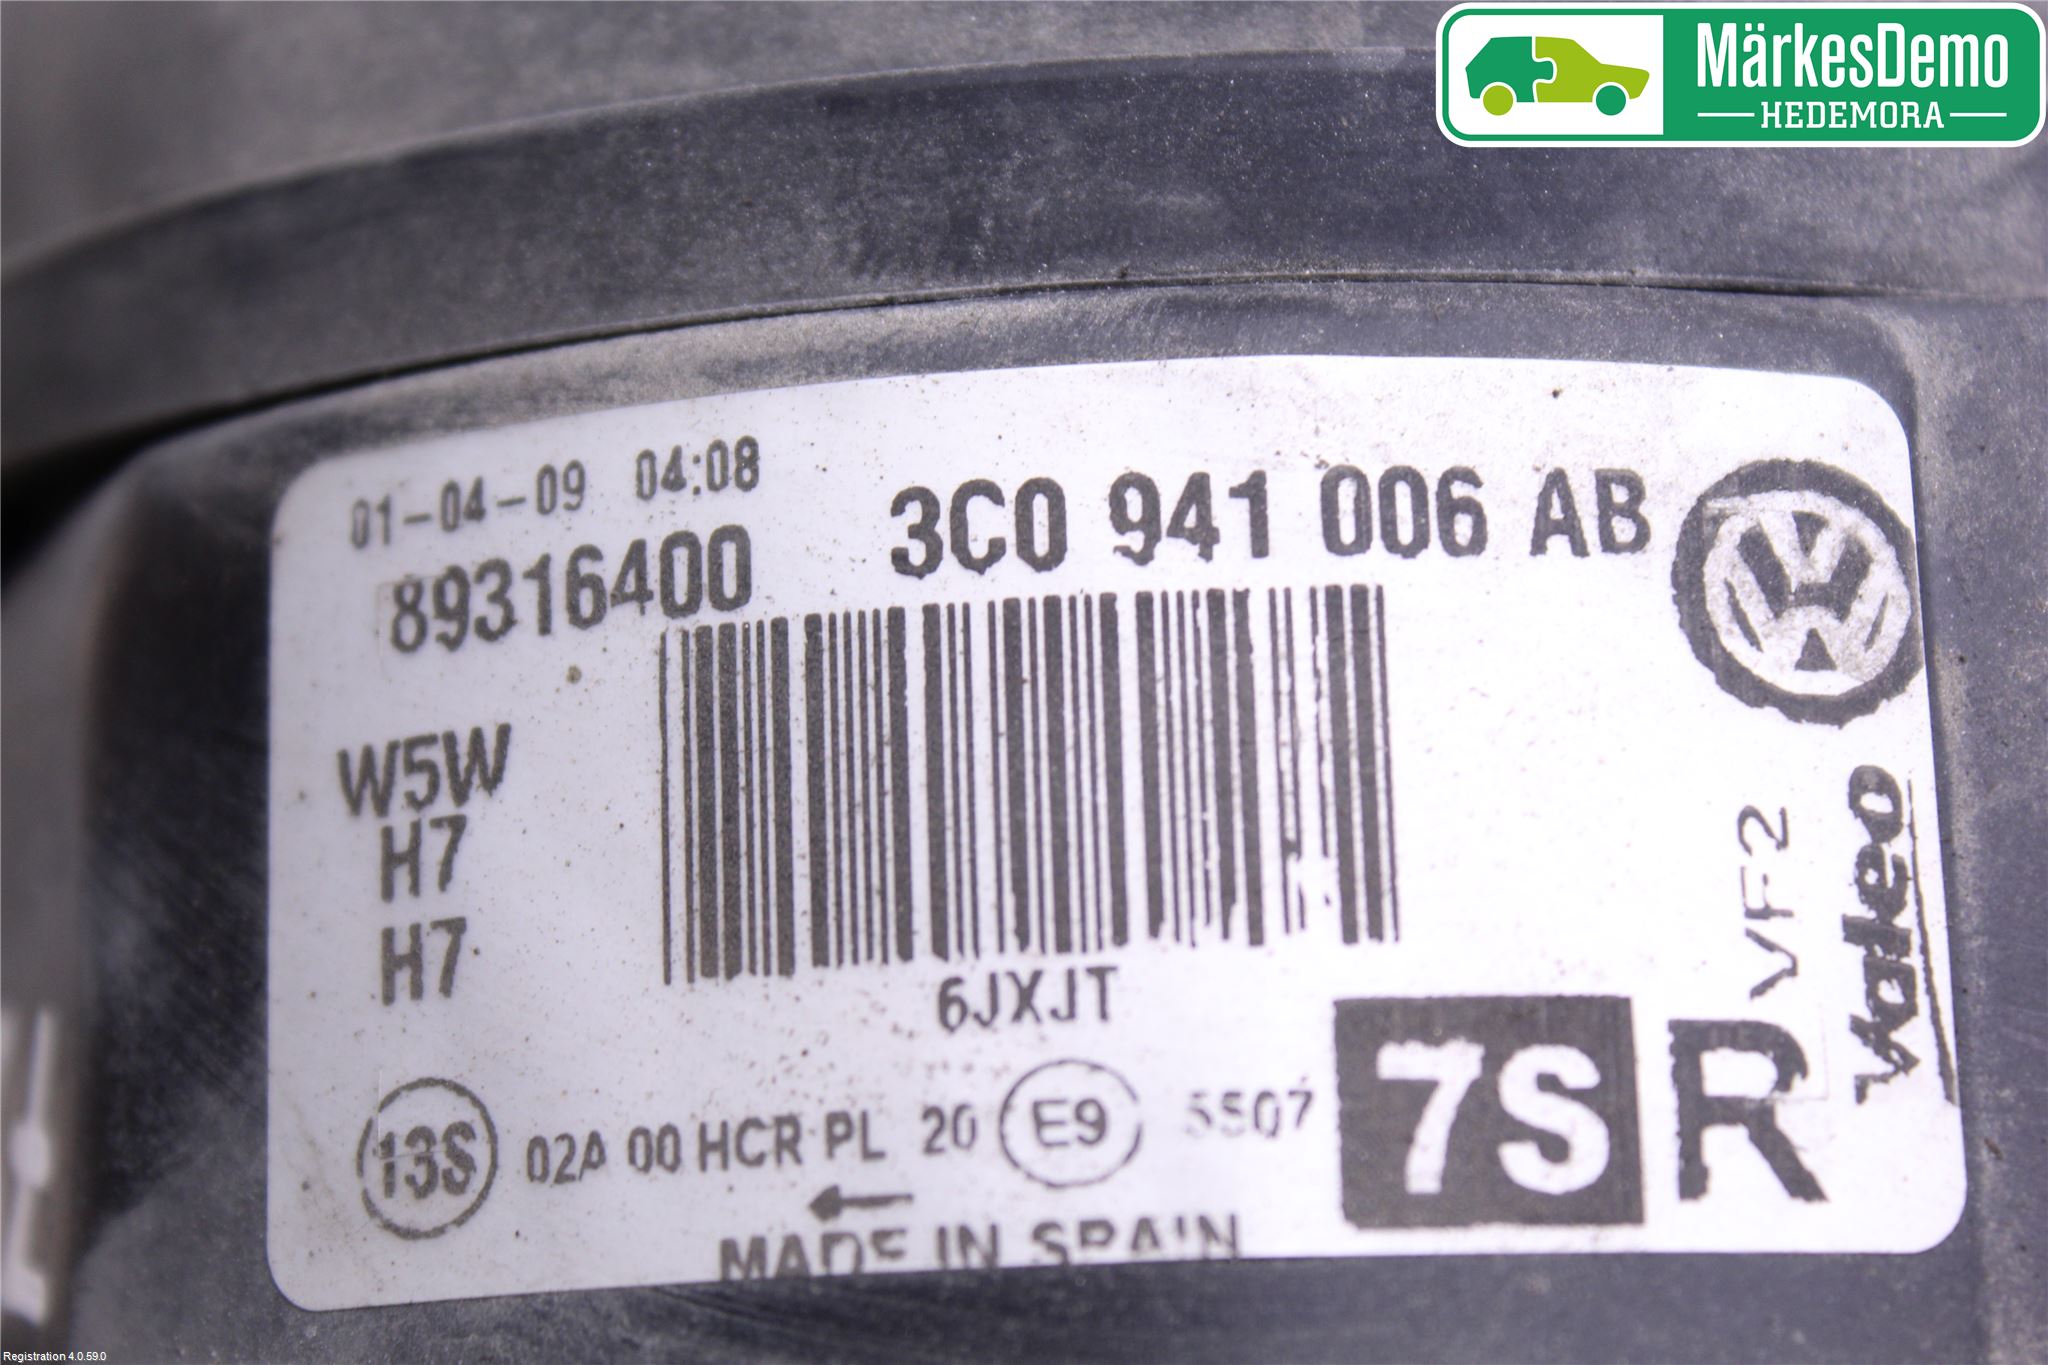 MärkesDemo
HEDEMORA
01-04-09 04:08
89316400 3C0 941 006 AB
W5W
H7
H7
6JXJT
VF2
Valeo
7S R
13S 02A 00 HCR PL 20 E9 5507
MADE IN SPAIN
Registration 4.0.59.0